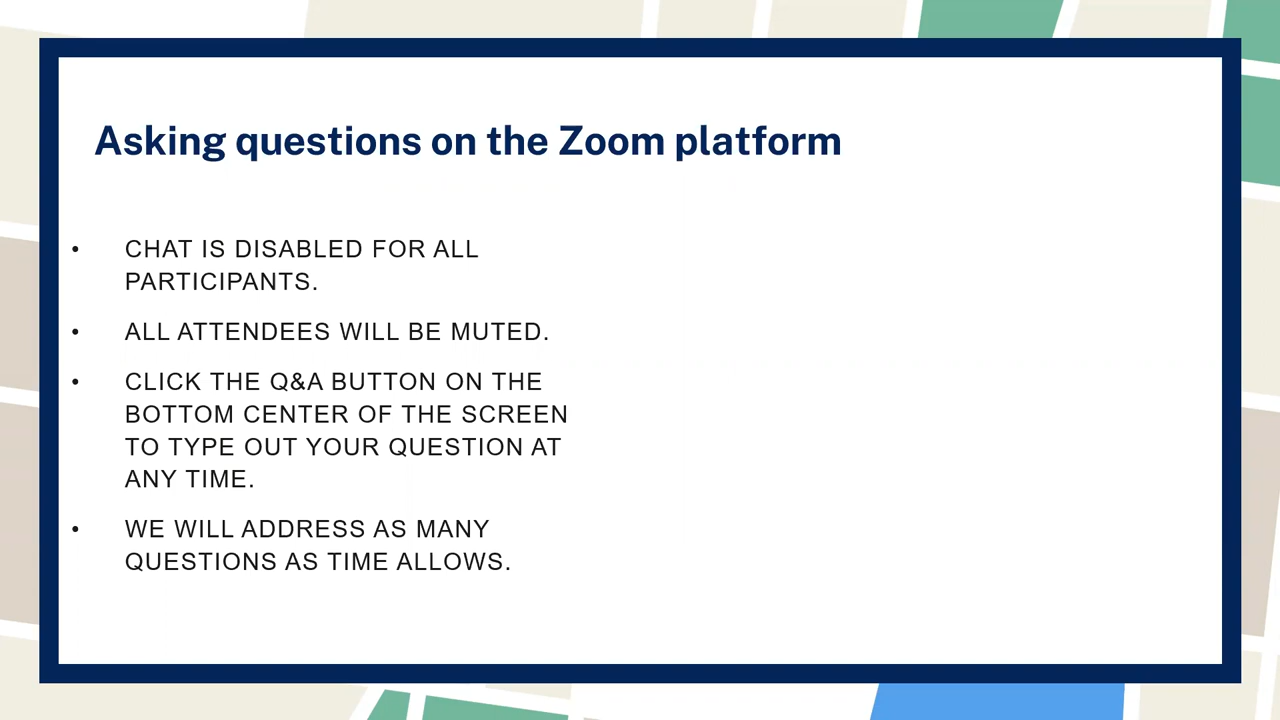 Asking questions on the Zoom platform
• CHAT IS DISABLED FOR ALL
PARTICIPANTS.
• ALL ATTENDEES WILL BE MUTED.
• CLICK THE Q&A BUTTON ON THE
BOTTOM CENTER OF THE SCREEN
TO TYPE OUT YOUR QUESTION AT
ANY TIME.
• WE WILL ADDRESS AS MANY
QUESTIONS AS TIME ALLOWS.